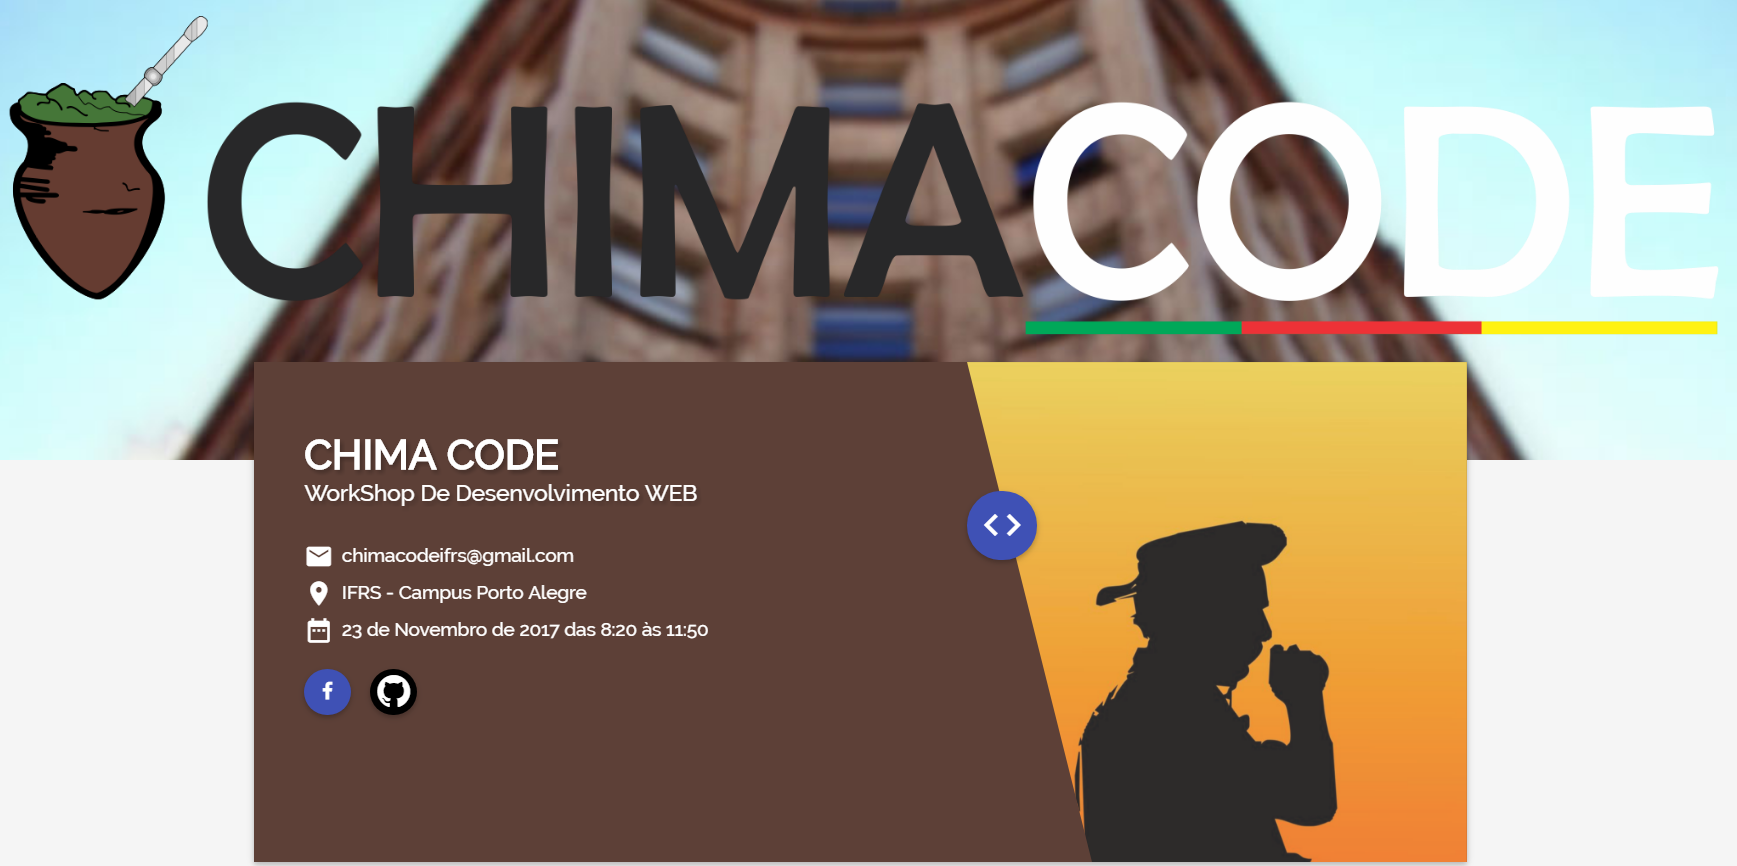 CHIMACODE
CHIMA CODE
WorkShop De Desenvolvimento WEB
chimacodeifrs@gmail.com
IFRS - Campus Porto Alegre
23 de Novembro de 2017 das 8:20 às 11:50